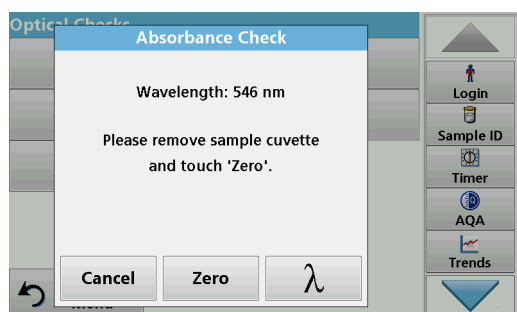 Optical Checks
Absorbance Check
Wavelength: 546 nm
Please remove sample cuvette
and touch 'Zero'.
Cancel
Zero
λ
Menu
Login
Sample ID
Timer
AQA
Trends